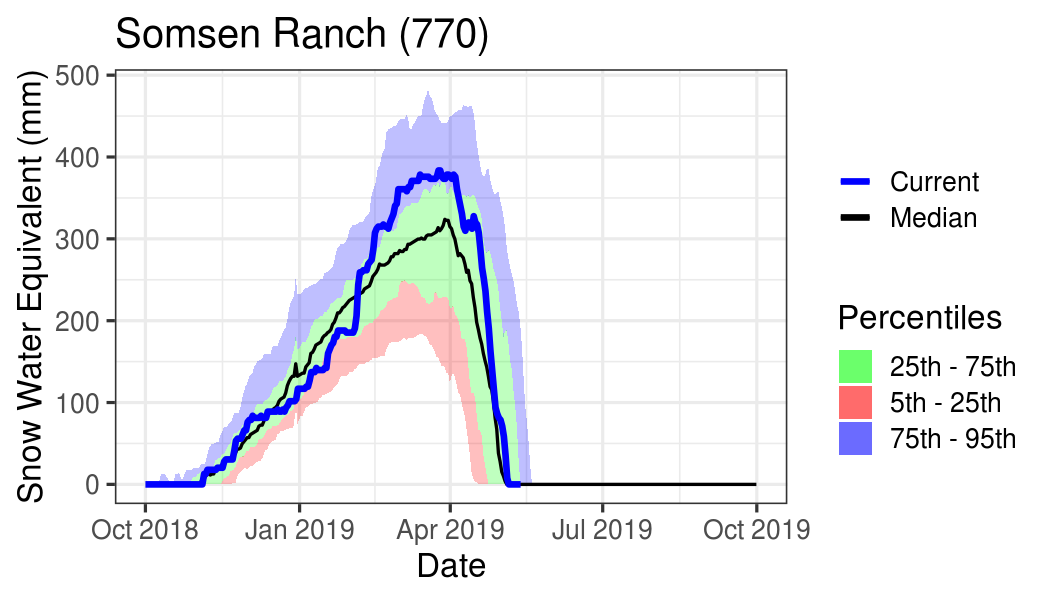 Somsen Ranch (770)
Snow Water Equivalent (mm)
500
400
300
200
100
0
Oct 2018
Jan 2019
Apr 2019
Jul 2019
Oct 2019
Date
Current
Median
Percentiles
25th - 75th
5th - 25th
75th - 95th